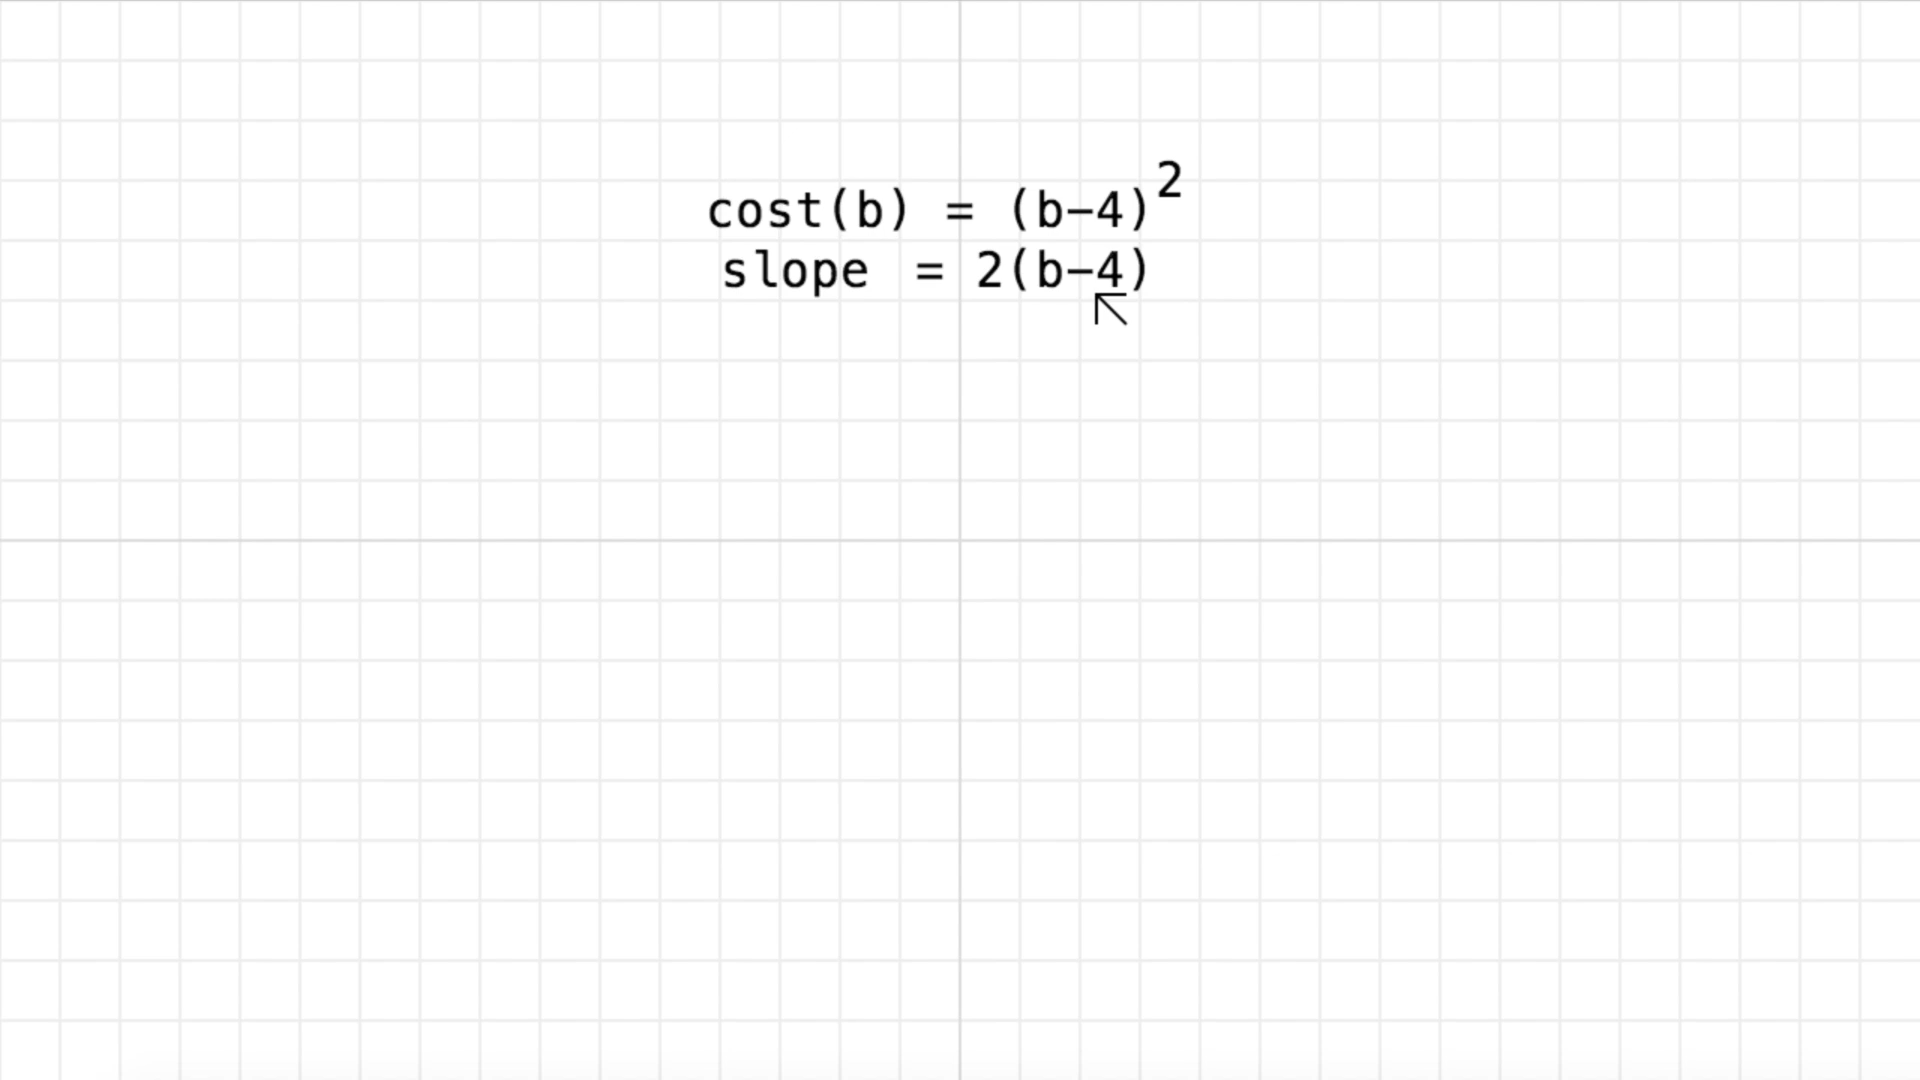 cost(b) = (b-4)²
slope = 2(b-4)